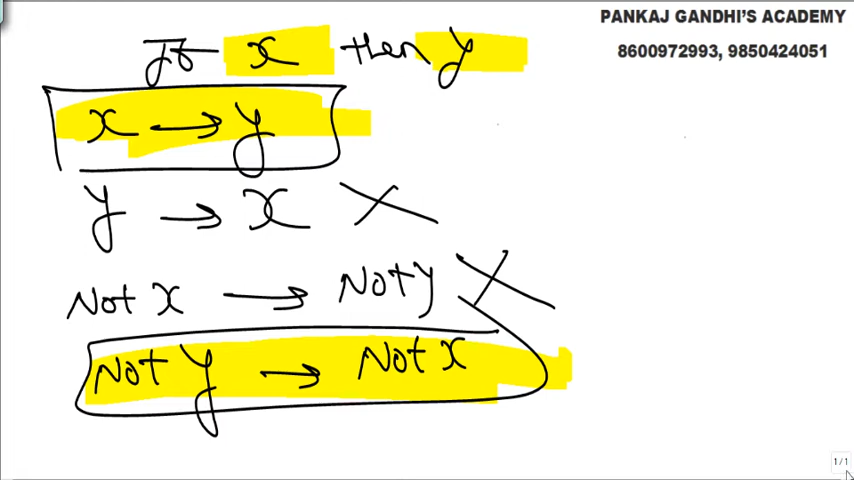 PANKAJ GANDHI'S ACADEMY
8600972993, 9850424051
If x then y
x → y
y → x ✗
Not x → Not y ✗
Not y → Not x
1/1